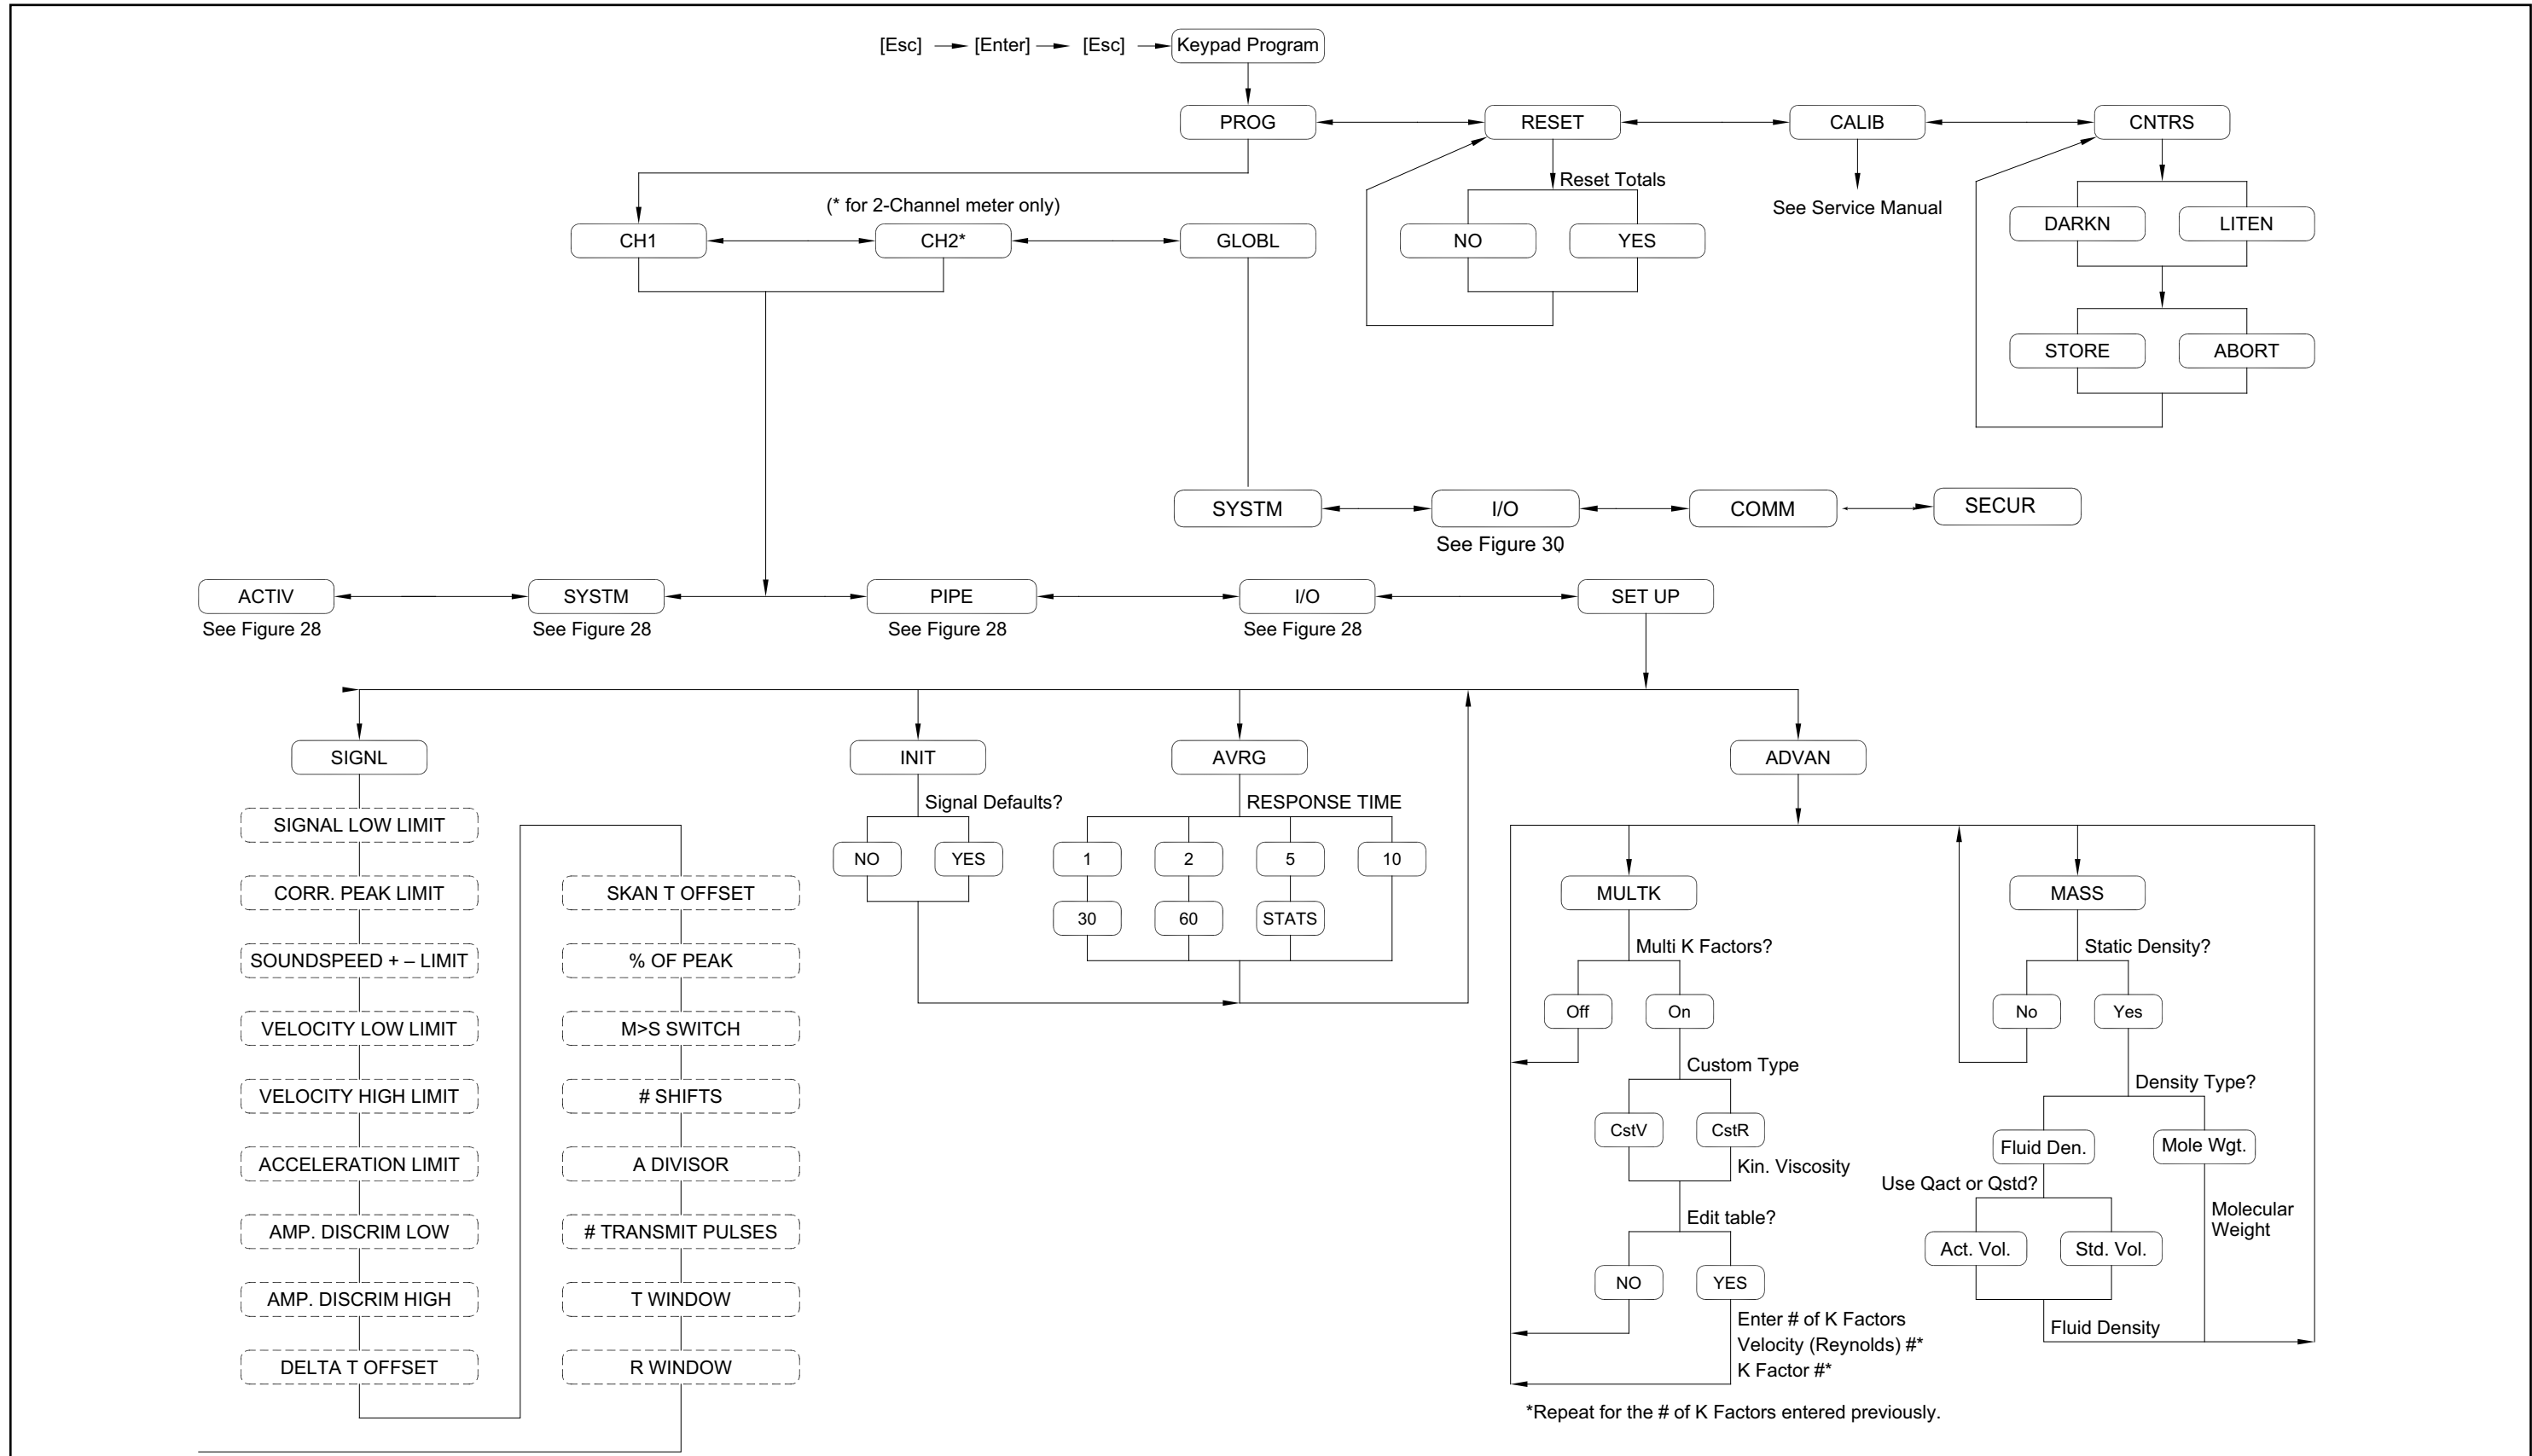 [Esc] [Enter] [Esc] Keypad Program
PROG RESET CALIB CNTRS
Reset Totals
See Service Manual
(* for 2-Channel meter only)
DARKN LITEN
CH1 CH2* GLOBL NO YES
STORE ABORT
SYSTM I/O COMM SECUR
See Figure 30
ACTIV SYSTM PIPE I/O SET UP
See Figure 28 See Figure 28 See Figure 28 See Figure 28
SIGNL INIT AVRG ADVAN
Signal Defaults? RESPONSE TIME
NO YES 1 2 5 10
30 60 STATS
SIGNAL LOW LIMIT
CORR. PEAK LIMIT
SOUNDSPEED + – LIMIT
VELOCITY LOW LIMIT
VELOCITY HIGH LIMIT
ACCELERATION LIMIT
AMP. DISCRIM LOW
AMP. DISCRIM HIGH
DELTA T OFFSET
SKAN T OFFSET
% OF PEAK
M>S SWITCH
# SHIFTS
A DIVISOR
# TRANSMIT PULSES
T WINDOW
R WINDOW
MULTK
Multi K Factors?
Off On
Custom Type
CstV CstR
Kin. Viscosity
Edit table?
NO YES
Enter # of K Factors
Velocity (Reynolds) #*
K Factor #*
*Repeat for the # of K Factors entered previously.
MASS
Static Density?
No Yes
Density Type?
Fluid Den. Mole Wgt.
Use Qact or Qstd?
Act. Vol. Std. Vol.
Molecular
Weight
Fluid Density